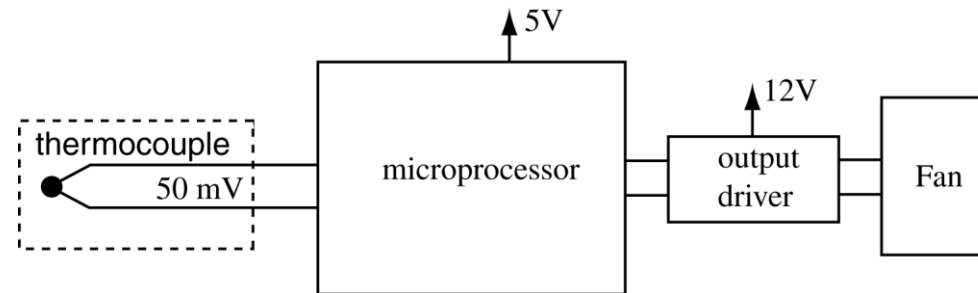 5V
12V
thermocouple
50 mV
microprocessor
output
driver
Fan